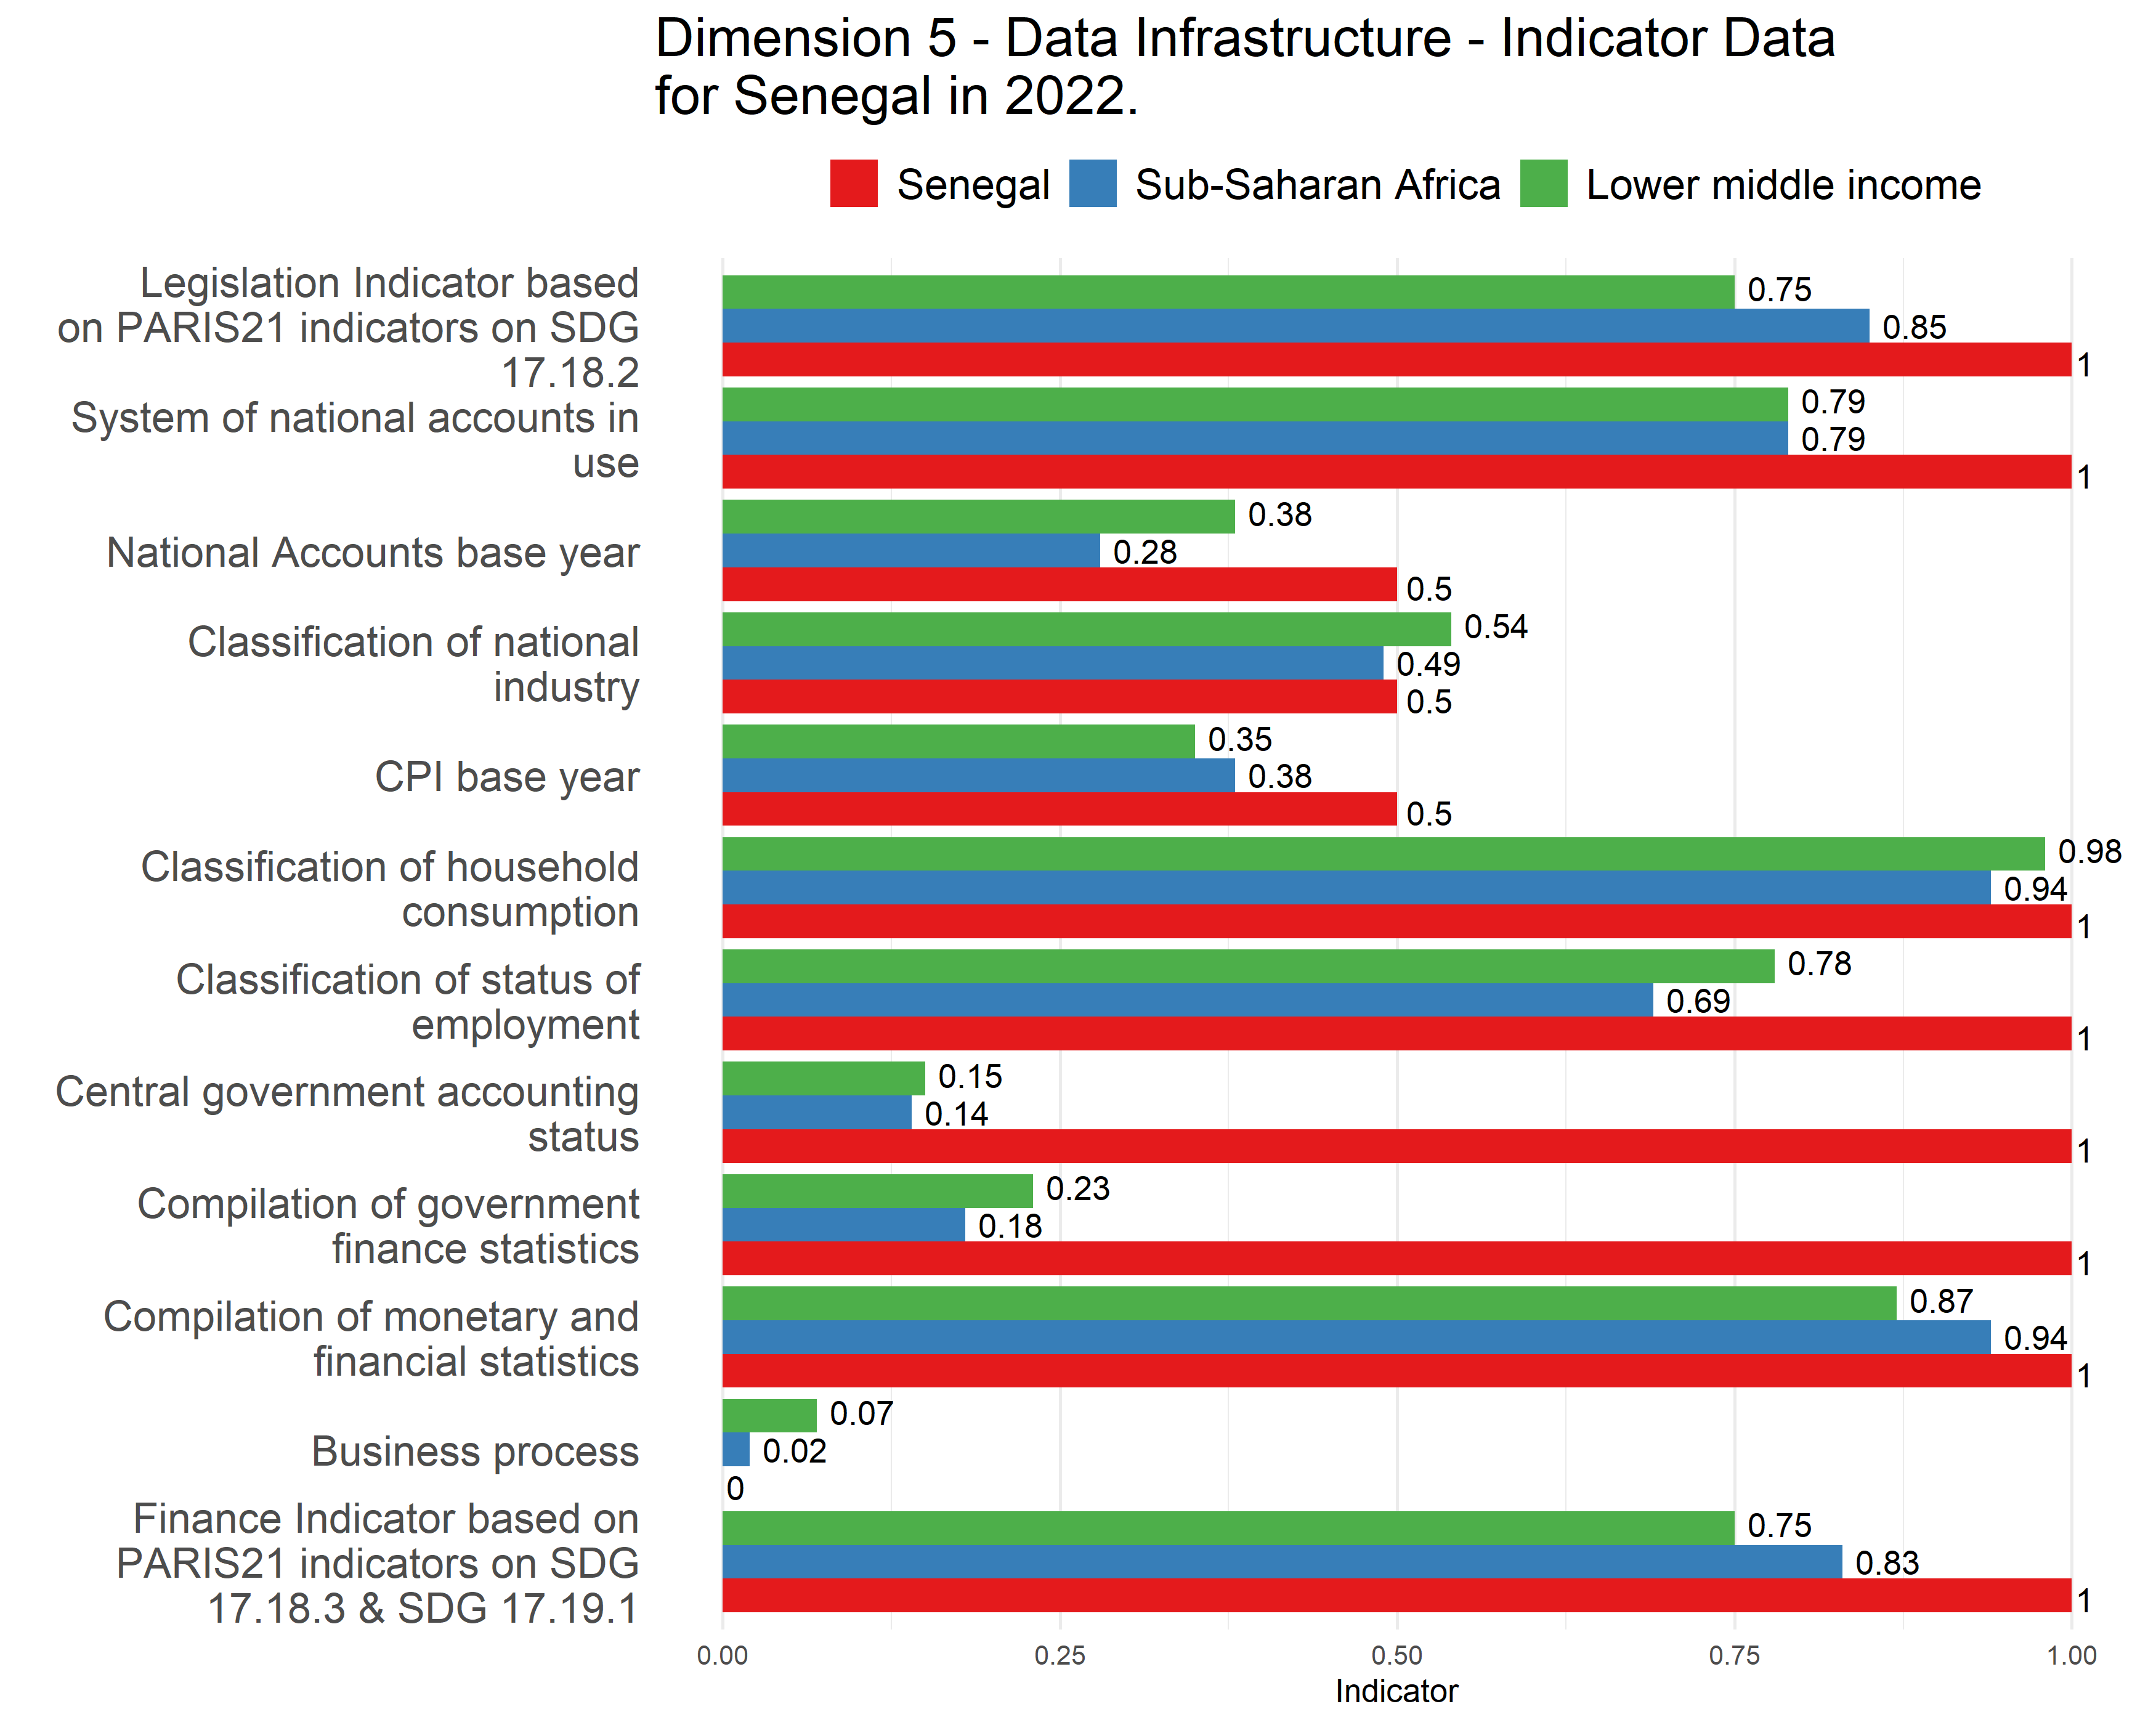 Dimension 5 - Data Infrastructure - Indicator Data
for Senegal in 2022.
Senegal Sub-Saharan Africa Lower middle income
Legislation Indicator based
on PARIS21 indicators on SDG
17.18.2
0.75
0.85
1
System of national accounts in
use
0.79
0.79
1
National Accounts base year
0.38
0.28
0.5
Classification of national
industry
0.54
0.49
0.5
CPI base year
0.35
0.38
0.5
Classification of household
consumption
0.98
0.94
1
Classification of status of
employment
0.78
0.69
1
Central government accounting
status
0.15
0.14
1
Compilation of government
finance statistics
0.23
0.18
1
Compilation of monetary and
financial statistics
0.87
0.94
1
Business process
0.07
0.02
0
Finance Indicator based on
PARIS21 indicators on SDG
17.18.3 & SDG 17.19.1
0.75
0.83
1
0.00 0.25 0.50 0.75 1.00
Indicator